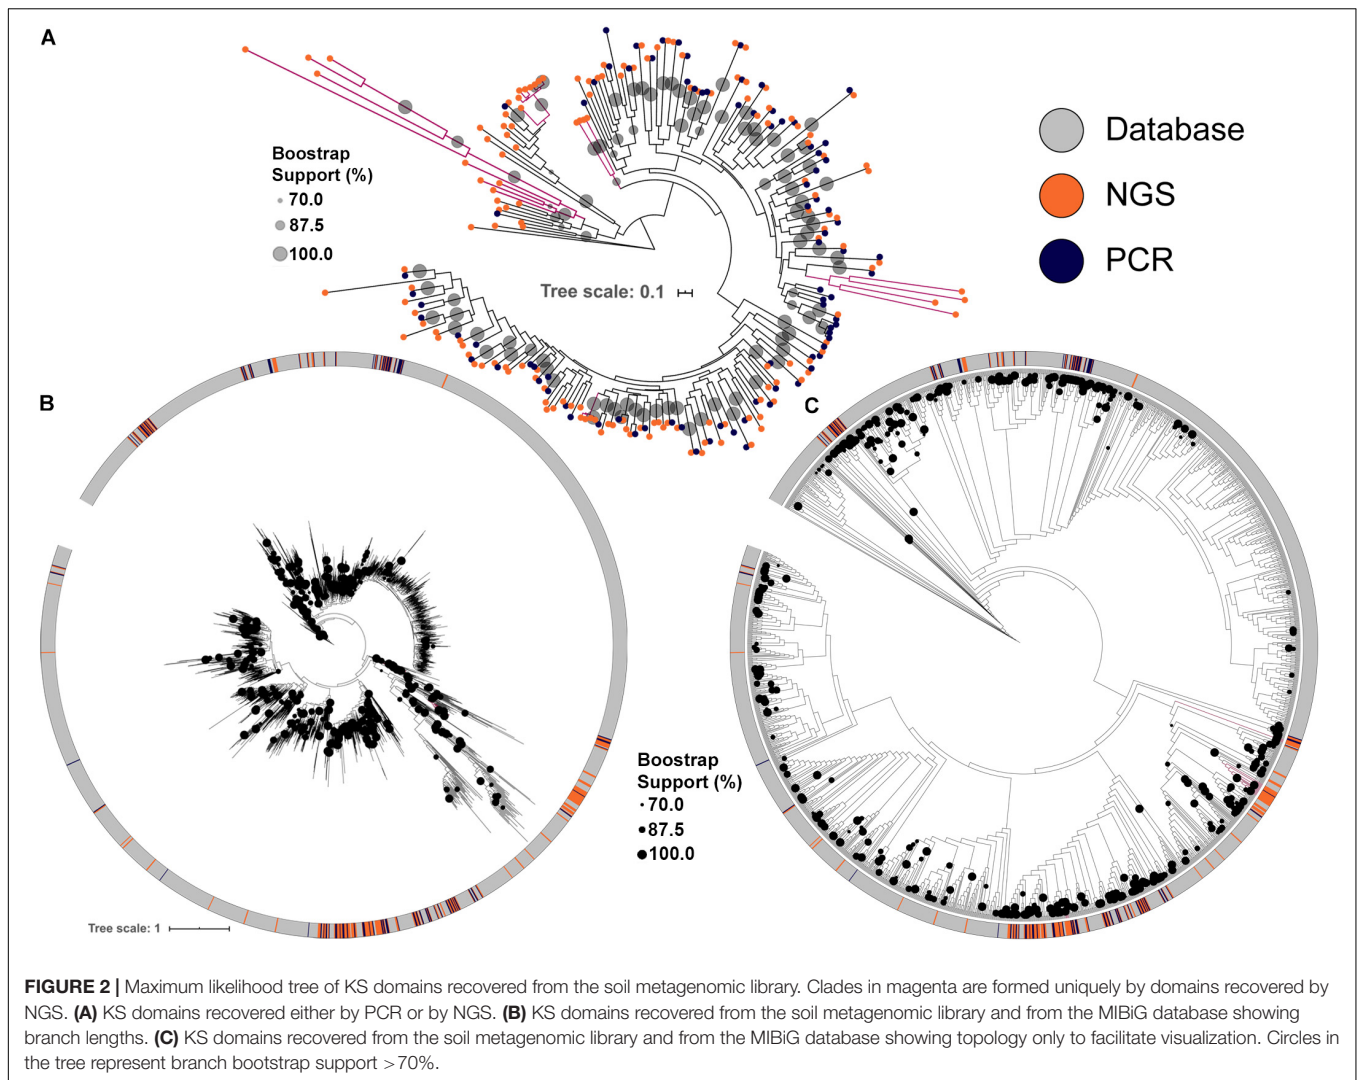 A
Boostrap
Support (%)
70.0
87.5
100.0
Tree scale: 0.1
Database
NGS
PCR
B
Tree scale: 1
C
Boostrap
Support (%)
70.0
87.5
100.0
FIGURE 2 | Maximum likelihood tree of KS domains recovered from the soil metagenomic library. Clades in magenta are formed uniquely by domains recovered by
NGS. (A) KS domains recovered either by PCR or by NGS. (B) KS domains recovered from the soil metagenomic library and from the MIBiG database showing
branch lengths. (C) KS domains recovered from the soil metagenomic library and from the MIBiG database showing topology only to facilitate visualization. Circles in
the tree represent branch bootstrap support >70%.